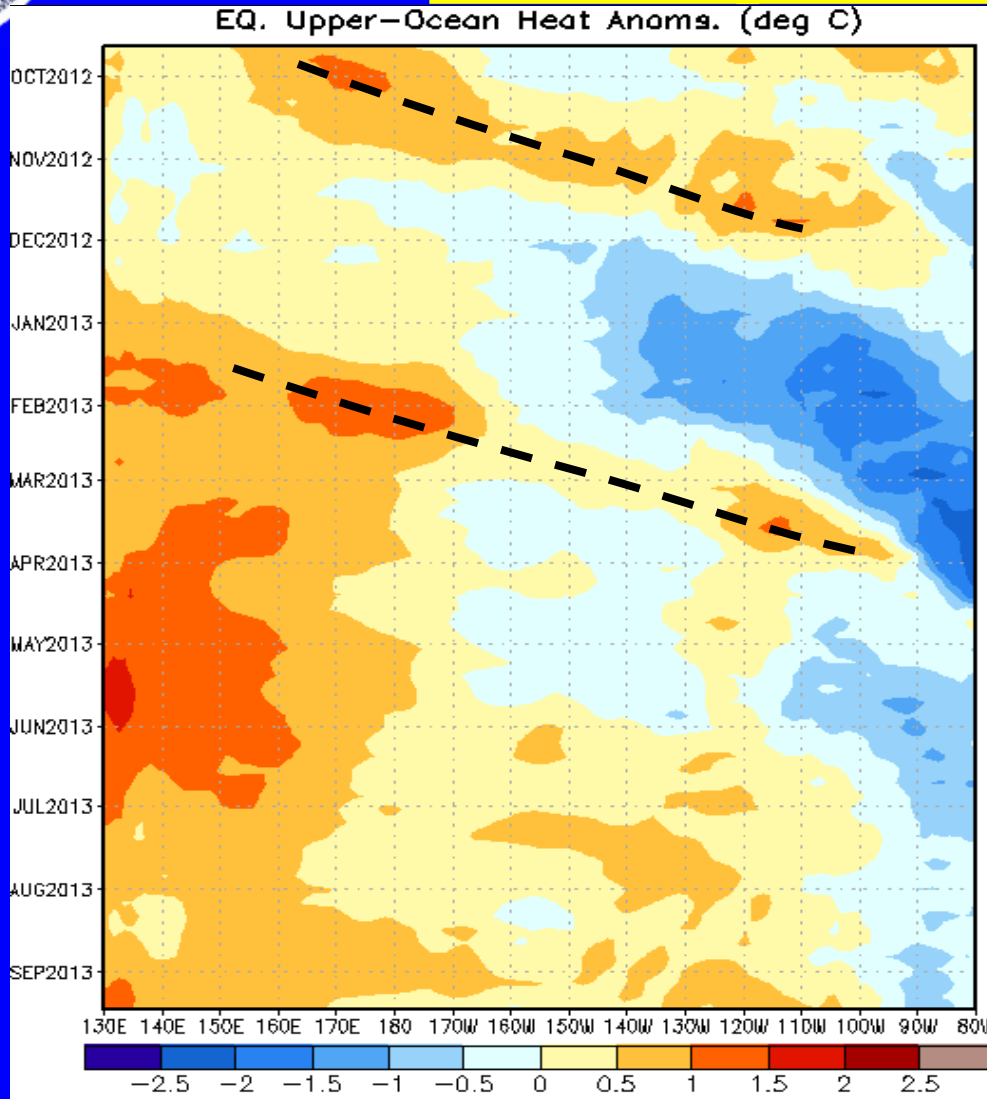 EQ. Upper-Ocean Heat Anoms. (deg C)
OCT2012
NOV2012
DEC2012
JAN2013
FEB2013
MAR2013
APR2013
MAY2013
JUN2013
JUL2013
AUG2013
SEP2013
130E 140E 150E 160E 170E 180 170W 160W 150W 140W 130W 120W 110W 100W 90W 80W
-2.5 -2 -1.5 -1 -0.5 0 0.5 1 1.5 2 2.5